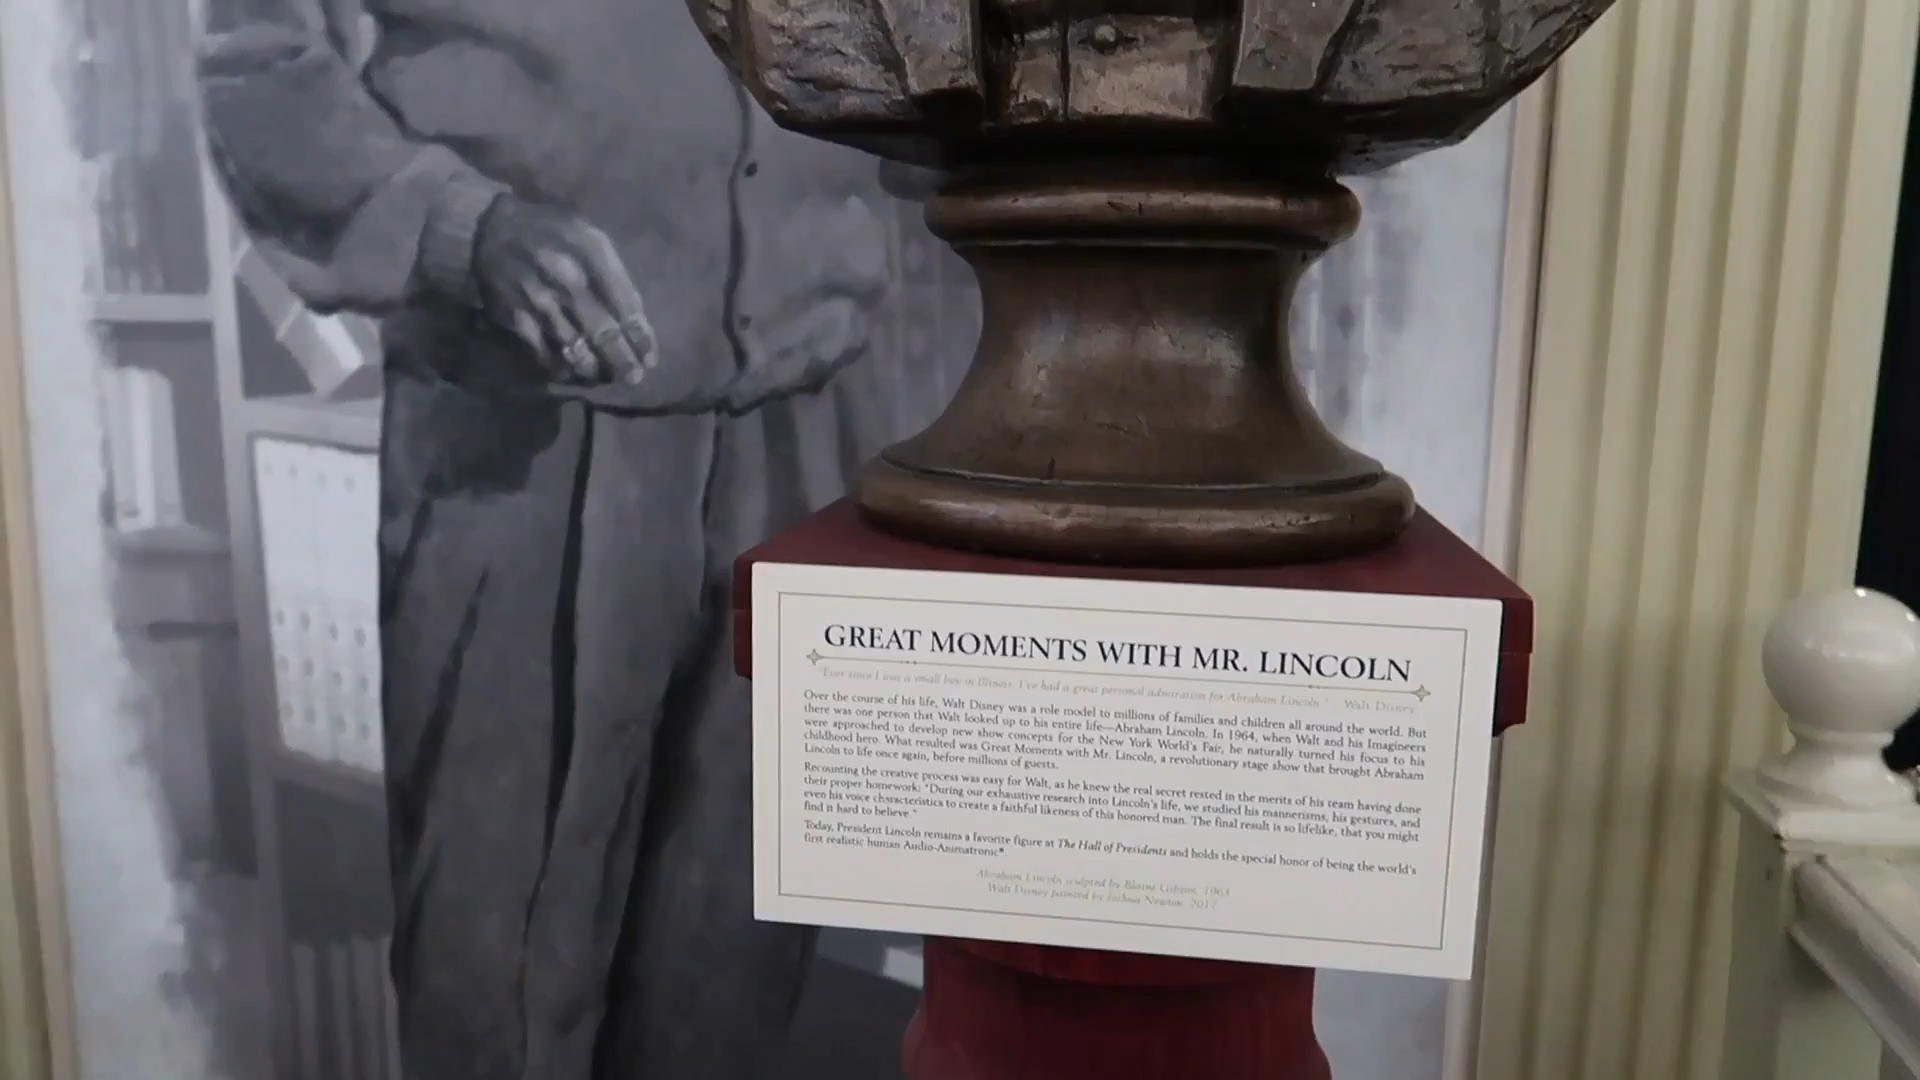 GREAT MOMENTS WITH MR. LINCOLN
"Ever since I was a small boy in Illinois, I've had a great personal admiration for Abraham Lincoln." Walt Disney
Over the course of his life, Walt Disney was a role model to millions of families and children all around the world. But
there was one person that Walt looked up to his entire life—Abraham Lincoln. In 1964, when Walt and his Imagineers
were approached to develop new show concepts for the New York World's Fair, he naturally turned his focus to his
childhood hero. What resulted was Great Moments with Mr. Lincoln, a revolutionary stage show that brought Abraham
Lincoln to life once again, before millions of guests.
Recounting the creative process was easy for Walt, as he knew the real secret rested in the merits of his team having done
their proper homework: "During our exhaustive research into Lincoln's life, we studied his mannerisms, his gestures, and
even his voice characteristics to create a faithful likeness of this honored man. The final result is so lifelike, that you might
find it hard to believe."
Today, President Lincoln remains a favorite figure at The Hall of Presidents and holds the special honor of being the world's
first realistic human Audio-Animatronic®.
Abraham Lincoln sculpted by Blaine Gibson, 1963
Walt Disney painted by Joshua Newton, 2017